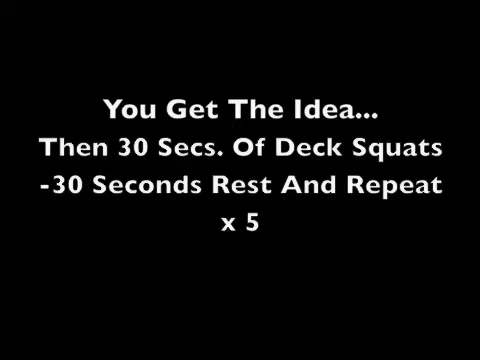 You Get The Idea...
Then 30 Secs. Of Deck Squats
-30 Seconds Rest And Repeat
x 5